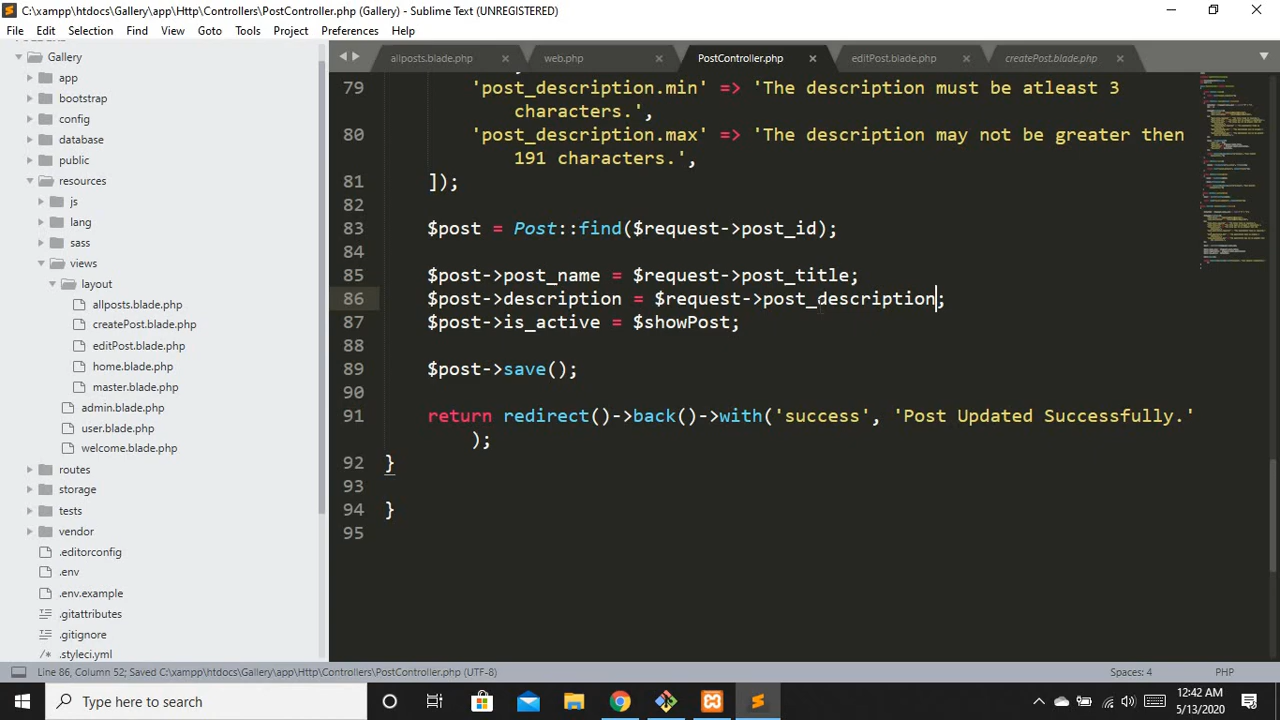 C:\xampp\htdocs\Gallery\app\Http\Controllers\PostController.php (Gallery) - Sublime Text (UNREGISTERED)
File Edit Selection Find View Goto Tools Project Preferences Help
Gallery
app
bootstrap
config
database
public
resources
js
lang
sass
views
layout
allposts.blade.php
createPost.blade.php
editPost.blade.php
home.blade.php
master.blade.php
admin.blade.php
user.blade.php
welcome.blade.php
routes
storage
tests
vendor
.editorconfig
.env
.env.example
.gitattributes
.gitignore
.styleci.yml
allposts.blade.php web.php PostController.php editPost.blade.php createPost.blade.php
79 'post_description.min' => 'The description must be atleast 3
characters.',
80 'post_description.max' => 'The description may not be greater then
191 characters.',
81 ]);
82
83 $post = Post::find($request->post_id);
84
85 $post->post_name = $request->post_title;
86 $post->description = $request->post_description;
87 $post->is_active = $showPost;
88
89 $post->save();
90
91 return redirect()->back()->with('success', 'Post Updated Successfully.'
);
92 }
93
94 }
95
Line 86, Column 52; Saved C:\xampp\htdocs\Gallery\app\Http\Controllers\PostController.php (UTF-8) Spaces: 4 PHP
Type here to search
12:42 AM
5/13/2020